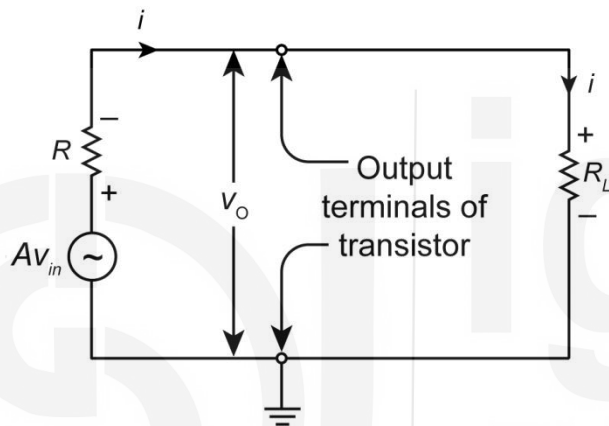 i
i
R
−
+
v_O
Output
terminals of
transistor
+
R_L
−
Av_in
~